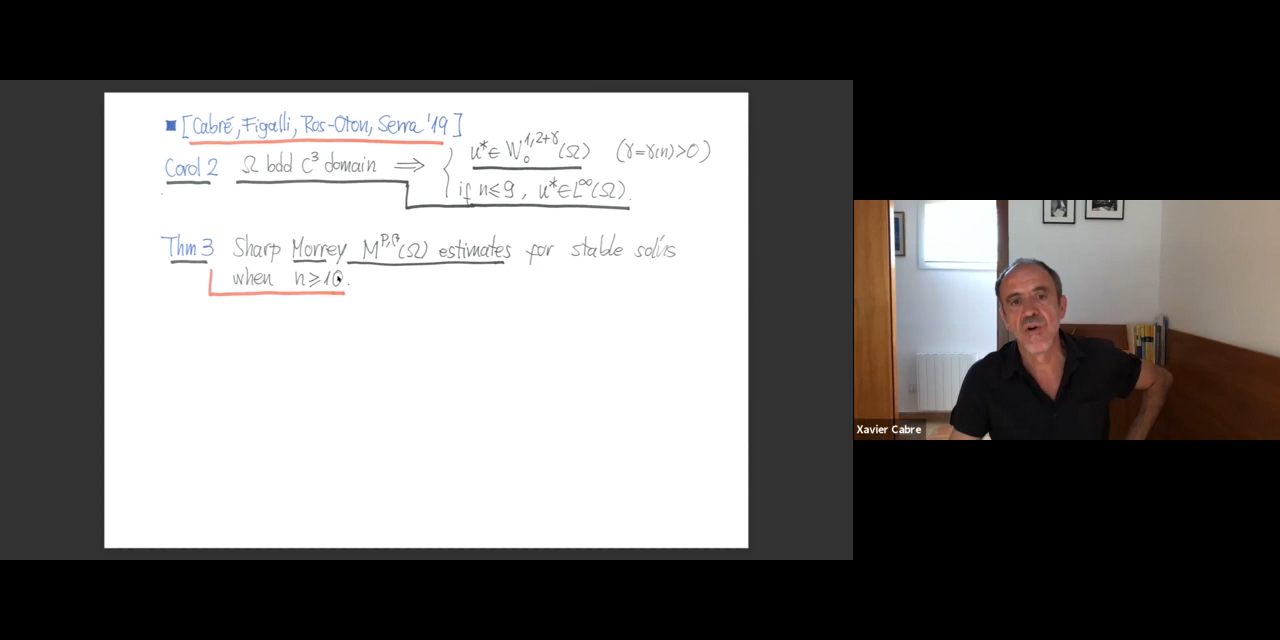 ■ [Cabré, Figalli, Ros-Oton, Serra '19]
Corol 2 Ω bdd C³ domain ⟹ { u* ∈ W₀^{1,2+γ}(Ω) (γ=γ(n)>0)
if n≤9, u* ∈ L^∞(Ω).
Thm 3 Sharp Morrey M^{p,β}(Ω) estimates for stable sol'ns
when n≥10.
Xavier Cabre